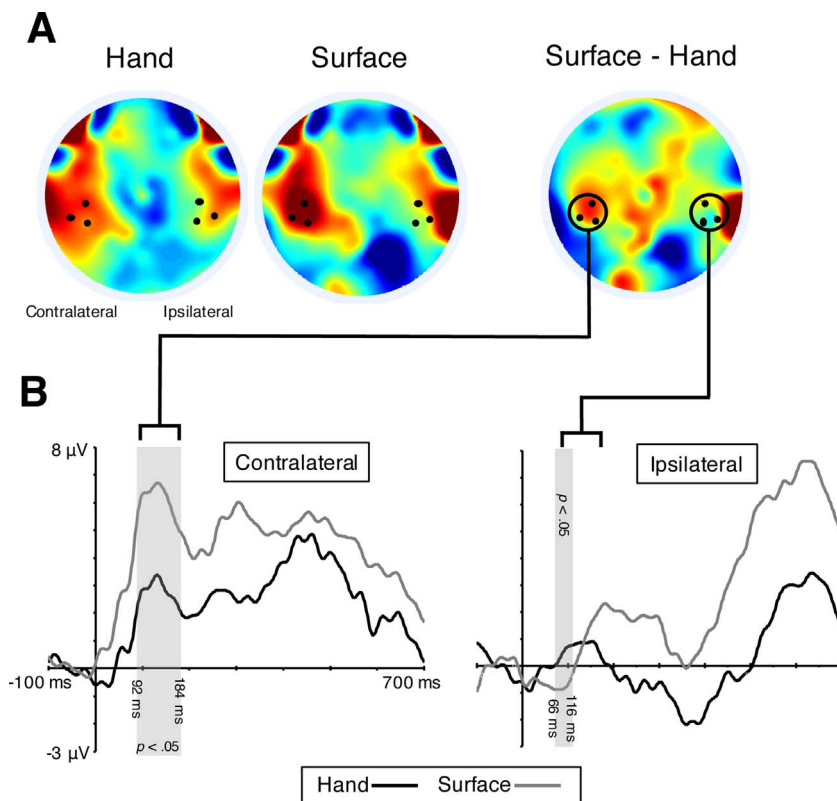 A
Hand Surface Surface - Hand
Contralateral Ipsilateral
B
8 µV
Contralateral
Ipsilateral
p < .05
-100 ms
92 ms
184 ms
700 ms
66 ms
116 ms
p < .05
-3 µV
Hand Surface